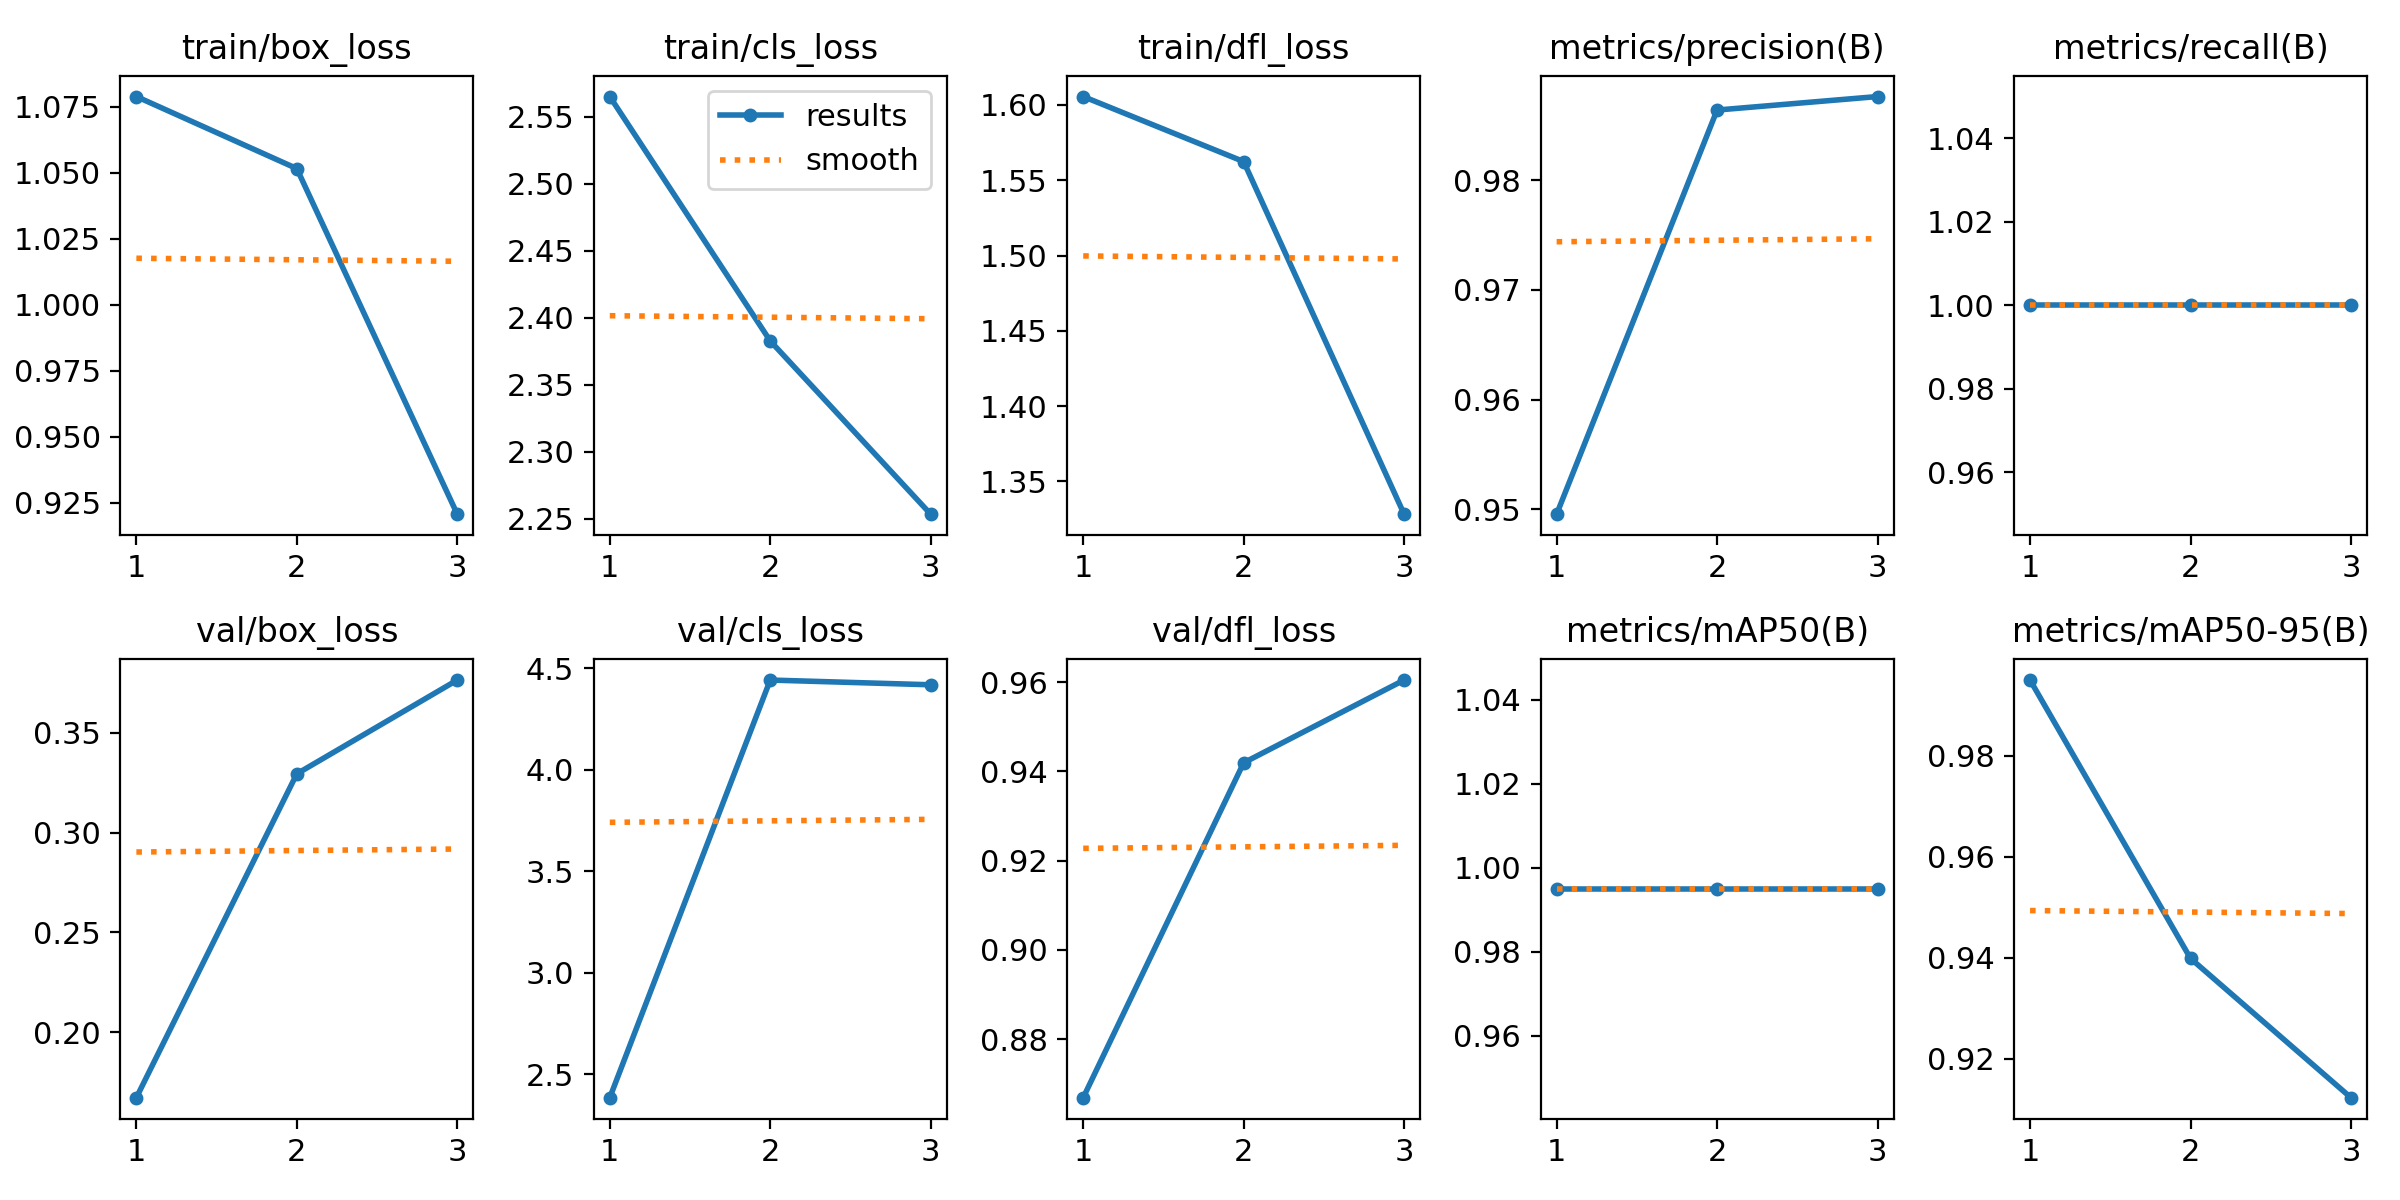 train/box_loss
1.075
1.050
1.025
1.000
0.975
0.950
0.925
1 2 3
train/cls_loss
results
smooth
2.55
2.50
2.45
2.40
2.35
2.30
2.25
1 2 3
train/dfl_loss
1.60
1.55
1.50
1.45
1.40
1.35
1 2 3
metrics/precision(B)
0.98
0.97
0.96
0.95
1 2 3
metrics/recall(B)
1.04
1.02
1.00
0.98
0.96
1 2 3
val/box_loss
0.35
0.30
0.25
0.20
1 2 3
val/cls_loss
4.5
4.0
3.5
3.0
2.5
1 2 3
val/dfl_loss
0.96
0.94
0.92
0.90
0.88
1 2 3
metrics/mAP50(B)
1.04
1.02
1.00
0.98
0.96
1 2 3
metrics/mAP50-95(B)
0.98
0.96
0.94
0.92
1 2 3